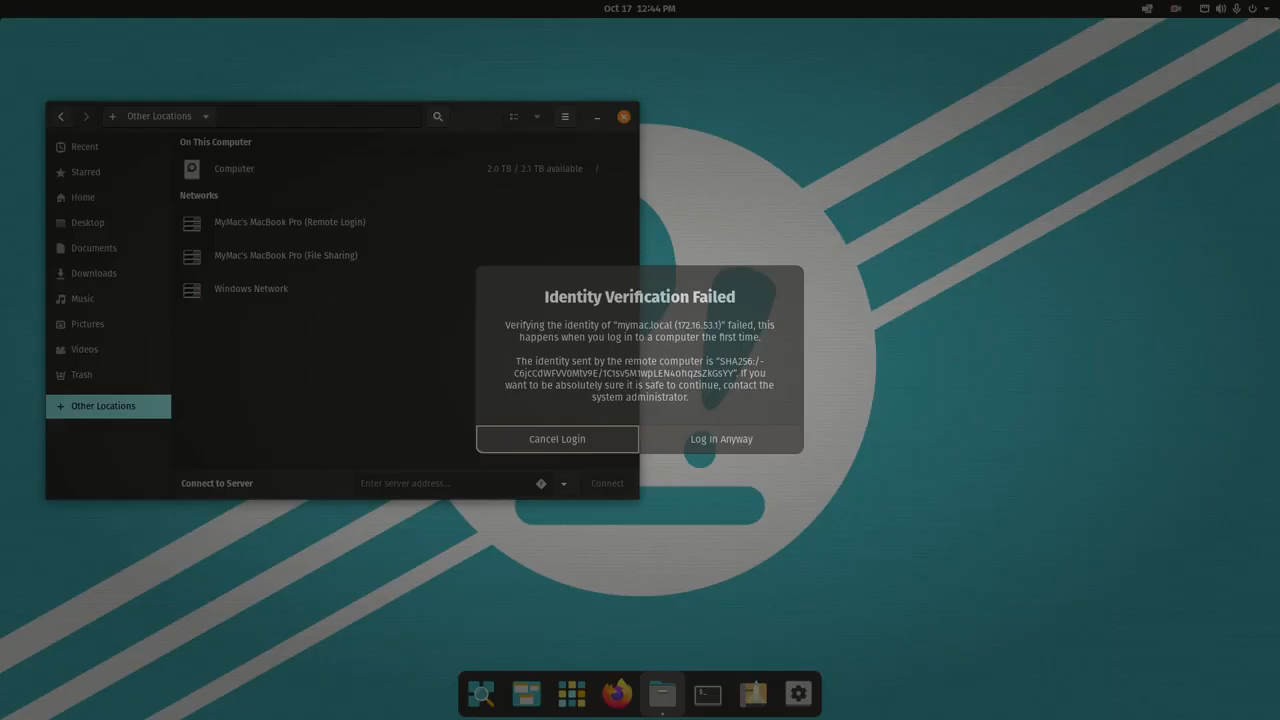 Oct 17 12:44 PM
Other Locations
Recent
Starred
Home
Desktop
Documents
Downloads
Music
Pictures
Videos
Trash
+ Other Locations
On This Computer
Computer
2.0 TB / 2.1 TB available /
Networks
MyMac's MacBook Pro (Remote Login)
MyMac's MacBook Pro (File Sharing)
Windows Network
Connect to Server
Enter server address...
Connect
Identity Verification Failed
Verifying the identity of “mymac.local (172.16.53.1)” failed, this
happens when you log in to a computer the first time.
The identity sent by the remote computer is “SHA256:/-
If you
want to be absolutely sure it is safe to continue, contact the
system administrator.
Cancel Login
Log In Anyway